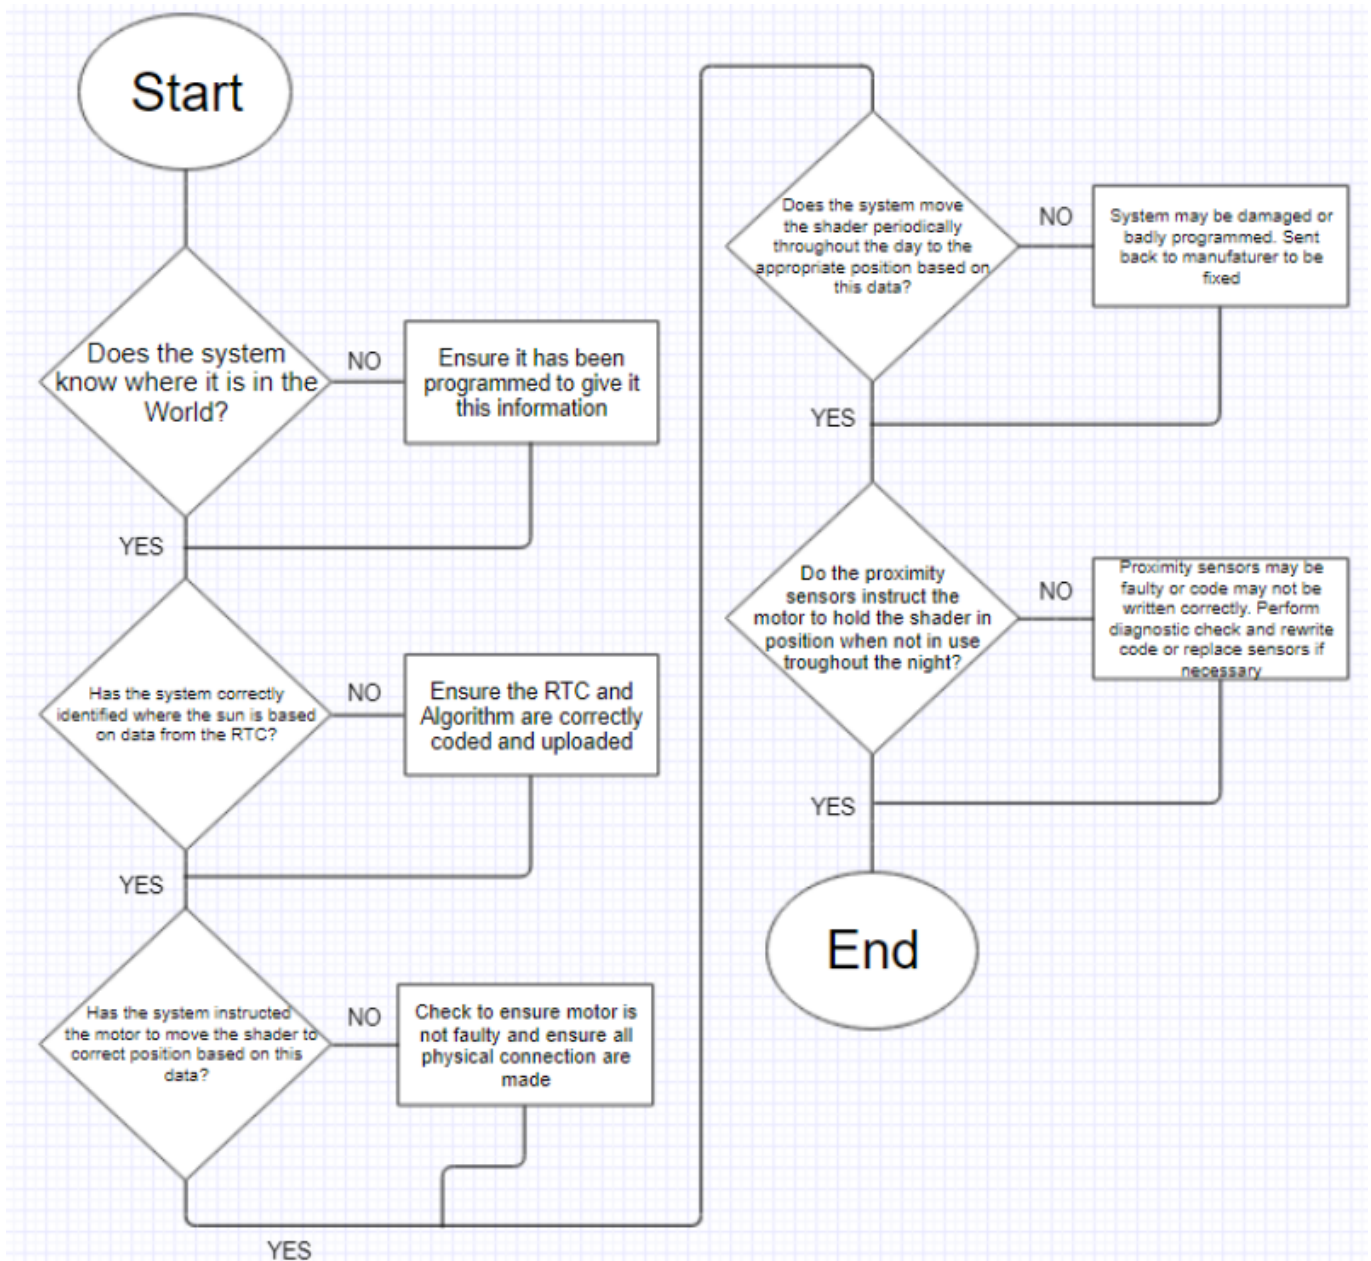 Start
Does the system
know where it is in the
World?
NO
Ensure it has been
programmed to give it
this information
YES
Has the system correctly
identified where the sun is based
on data from the RTC?
NO
Ensure the RTC and
Algorithm are correctly
coded and uploaded
YES
Has the system instructed
the motor to move the shader to
correct position based on this
data?
NO
Check to ensure motor is
not faulty and ensure all
physical connection are
made
YES
Does the system move
the shader periodically
throughout the day to the
appropriate position based on
this data?
NO
System may be damaged or
badly programmed. Sent
back to manufaturer to be
fixed
YES
Do the proximity
sensors instruct the
motor to hold the shader in
position when not in use
troughout the night?
NO
Proximity sensors may be
faulty or code may not be
written correctly. Perform
diagnostic check and rewrite
code or replace sensors if
necessary
YES
End